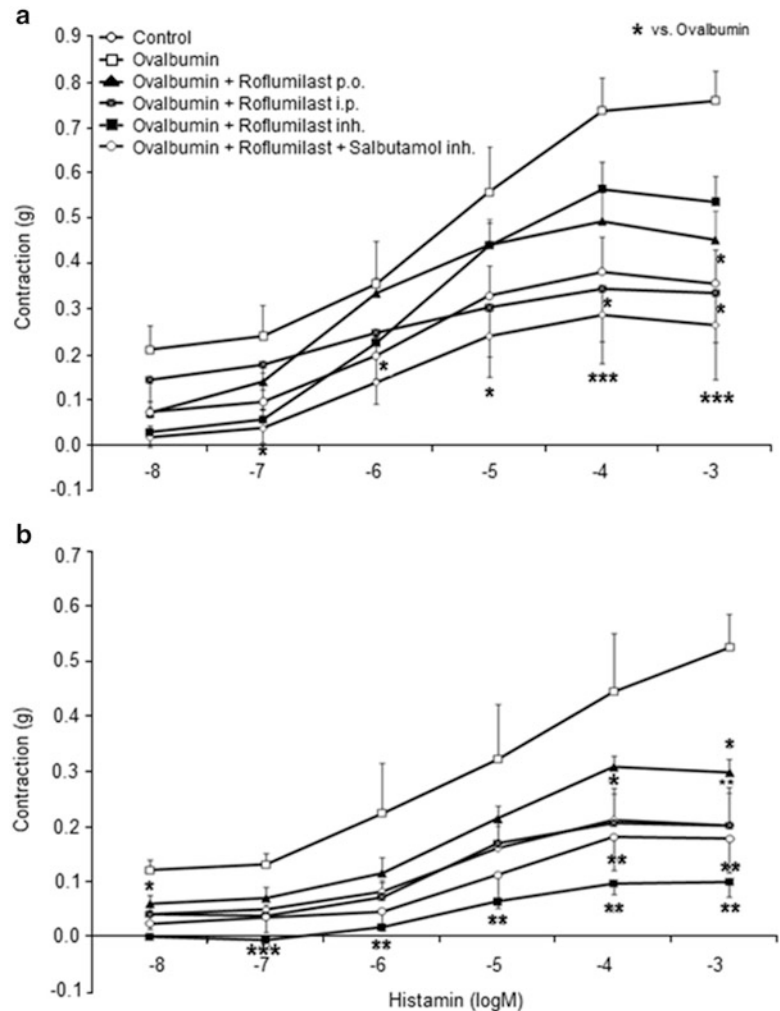 a
* vs. Ovalbumin
Control
Ovalbumin
Ovalbumin + Roflumilast p.o.
Ovalbumin + Roflumilast i.p.
Ovalbumin + Roflumilast inh.
Ovalbumin + Roflumilast + Salbutamol inh.
Contraction (g)
0.9
0.8
0.7
0.6
0.5
0.4
0.3
0.2
0.1
0.0
-0.1
* * * * *** * * ***
-8 -7 -6 -5 -4 -3
b
Contraction (g)
0.7
0.6
0.5
0.4
0.3
0.2
0.1
0.0
-0.1
* *** ** ** * ** ** * ** ** **
-8 -7 -6 -5 -4 -3
Histamin (logM)